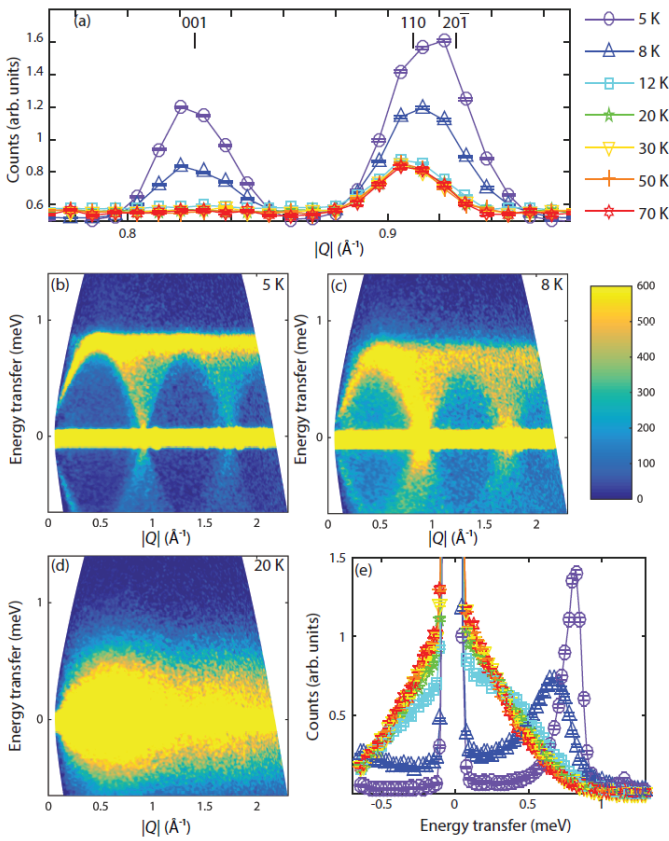 (a)
001
110
201̅
1.6
1.4
1.2
1.0
0.8
0.6
Counts (arb. units)
0.8
0.9
|Q| (Å⁻¹)
5 K
8 K
12 K
20 K
30 K
50 K
70 K
(b)
5 K
1
0
Energy transfer (meV)
0
0.5
1
1.5
2
|Q| (Å⁻¹)
(c)
8 K
1
0
Energy transfer (meV)
0
0.5
1
1.5
2
|Q| (Å⁻¹)
600
500
400
300
200
100
0
(d)
20 K
1
0
Energy transfer (meV)
0
0.5
1
1.5
2
|Q| (Å⁻¹)
(e)
1.5
1
0.5
Counts (arb. units)
-0.5
0
0.5
1
Energy transfer (meV)